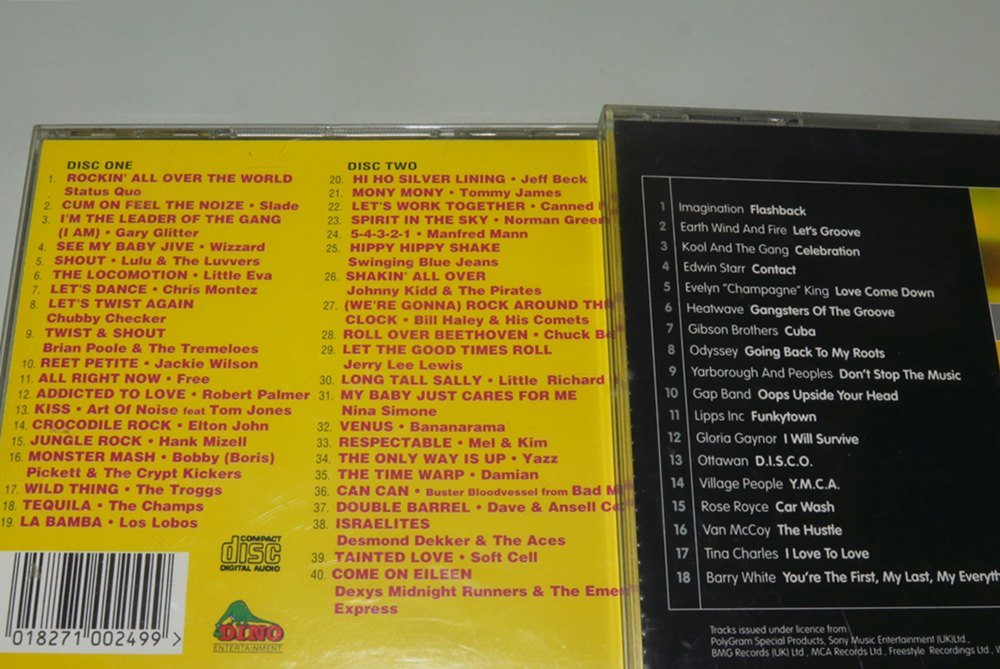 DISC ONE
1. ROCKIN' ALL OVER THE WORLD
Status Quo
2. CUM ON FEEL THE NOIZE • Slade
3. I'M THE LEADER OF THE GANG
(I AM) • Gary Glitter
4. SEE MY BABY JIVE • Wizzard
5. SHOUT • Lulu & The Luvvers
6. THE LOCOMOTION • Little Eva
7. LET'S DANCE • Chris Montez
8. LET'S TWIST AGAIN
Chubby Checker
9. TWIST & SHOUT
Brian Poole & The Tremeloes
10. REET PETITE • Jackie Wilson
11. ALL RIGHT NOW • Free
12. ADDICTED TO LOVE • Robert Palmer
13. KISS • Art Of Noise feat Tom Jones
14. CROCODILE ROCK • Elton John
15. JUNGLE ROCK • Hank Mizell
16. MONSTER MASH • Bobby (Boris)
Pickett & The Crypt Kickers
17. WILD THING • The Troggs
18. TEQUILA • The Champs
19. LA BAMBA • Los Lobos
018271 002499 >
DISC TWO
20. HI HO SILVER LINING • Jeff Beck
21. MONY MONY • Tommy James
22. LET'S WORK TOGETHER • Canned
23. SPIRIT IN THE SKY • Norman Green
24. 5-4-3-2-1 • Manfred Mann
25. HIPPY HIPPY SHAKE
Swinging Blue Jeans
26. SHAKIN' ALL OVER
Johnny Kidd & The Pirates
27. (WE'RE GONNA) ROCK AROUND TH
CLOCK • Bill Haley & His Comets
28. ROLL OVER BEETHOVEN • Chuck Be
29. LET THE GOOD TIMES ROLL
Jerry Lee Lewis
30. LONG TALL SALLY • Little Richard
31. MY BABY JUST CARES FOR ME
Nina Simone
32. VENUS • Bananarama
33. RESPECTABLE • Mel & Kim
34. THE ONLY WAY IS UP • Yazz
35. THE TIME WARP • Damian
36. CAN CAN • Buster Bloodvessel from Bad M
37. DOUBLE BARREL • Dave & Ansell
38. ISRAELITES
Desmond Dekker & The Aces
39. TAINTED LOVE • Soft Cell
40. COME ON EILEEN
Dexys Midnight Runners & The Eme
Express
COMPACT
disc
DIGITAL AUDIO
DINO
ENTERTAINMENT
1 Imagination Flashback
2 Earth Wind And Fire Let's Groove
3 Kool And The Gang Celebration
4 Edwin Starr Contact
5 Evelyn "Champagne" King Love Come Down
6 Heatwave Gangsters Of The Groove
7 Gibson Brothers Cuba
8 Odyssey Going Back To My Roots
9 Yarborough And Peoples Don't Stop The Music
10 Gap Band Oops Upside Your Head
11 Lipps Inc Funkytown
12 Gloria Gaynor I Will Survive
13 Ottawan D.I.S.C.O.
14 Village People Y.M.C.A.
15 Rose Royce Car Wash
16 Van McCoy The Hustle
17 Tina Charles I Love To Love
18 Barry White You're The First, My Last, My Everyth
Tracks issued under licence from:
PolyGram Special Products, Sony Music Entertainment (UK)Ltd.,
BMG Records (UK) Ltd., MCA Records Ltd., Freestyle Recordings Ltd.,